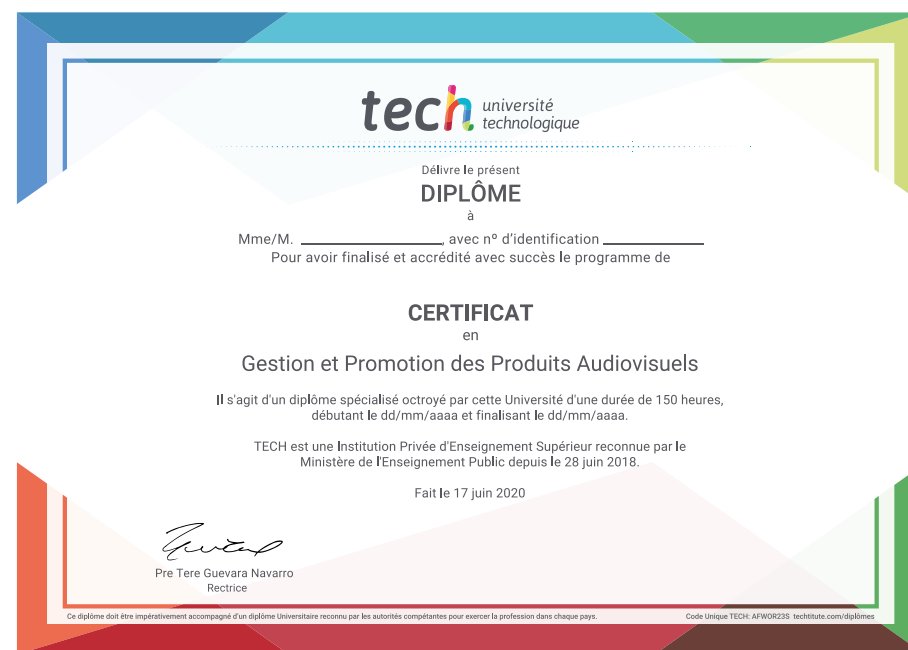 tech université
technologique
Délivre le présent
DIPLÔME
à
Mme/M. ____________________, avec nº d'identification ______________
Pour avoir finalisé et accrédité avec succès le programme de
CERTIFICAT
en
Gestion et Promotion des Produits Audiovisuels
Il s'agit d'un diplôme spécialisé octroyé par cette Université d'une durée de 150 heures,
débutant le dd/mm/aaaa et finalisant le dd/mm/aaaa.
TECH est une Institution Privée d'Enseignement Supérieur reconnue par le
Ministère de l'Enseignement Public depuis le 28 juin 2018.
Fait le 17 juin 2020
Pre Tere Guevara Navarro
Rectrice
Ce diplôme doit être impérativement accompagné d'un diplôme Universitaire reconnu par les autorités compétantes pour exercer la profession dans chaque pays.
Code Unique TECH: AFWOR23S techtitute.com/diplômes